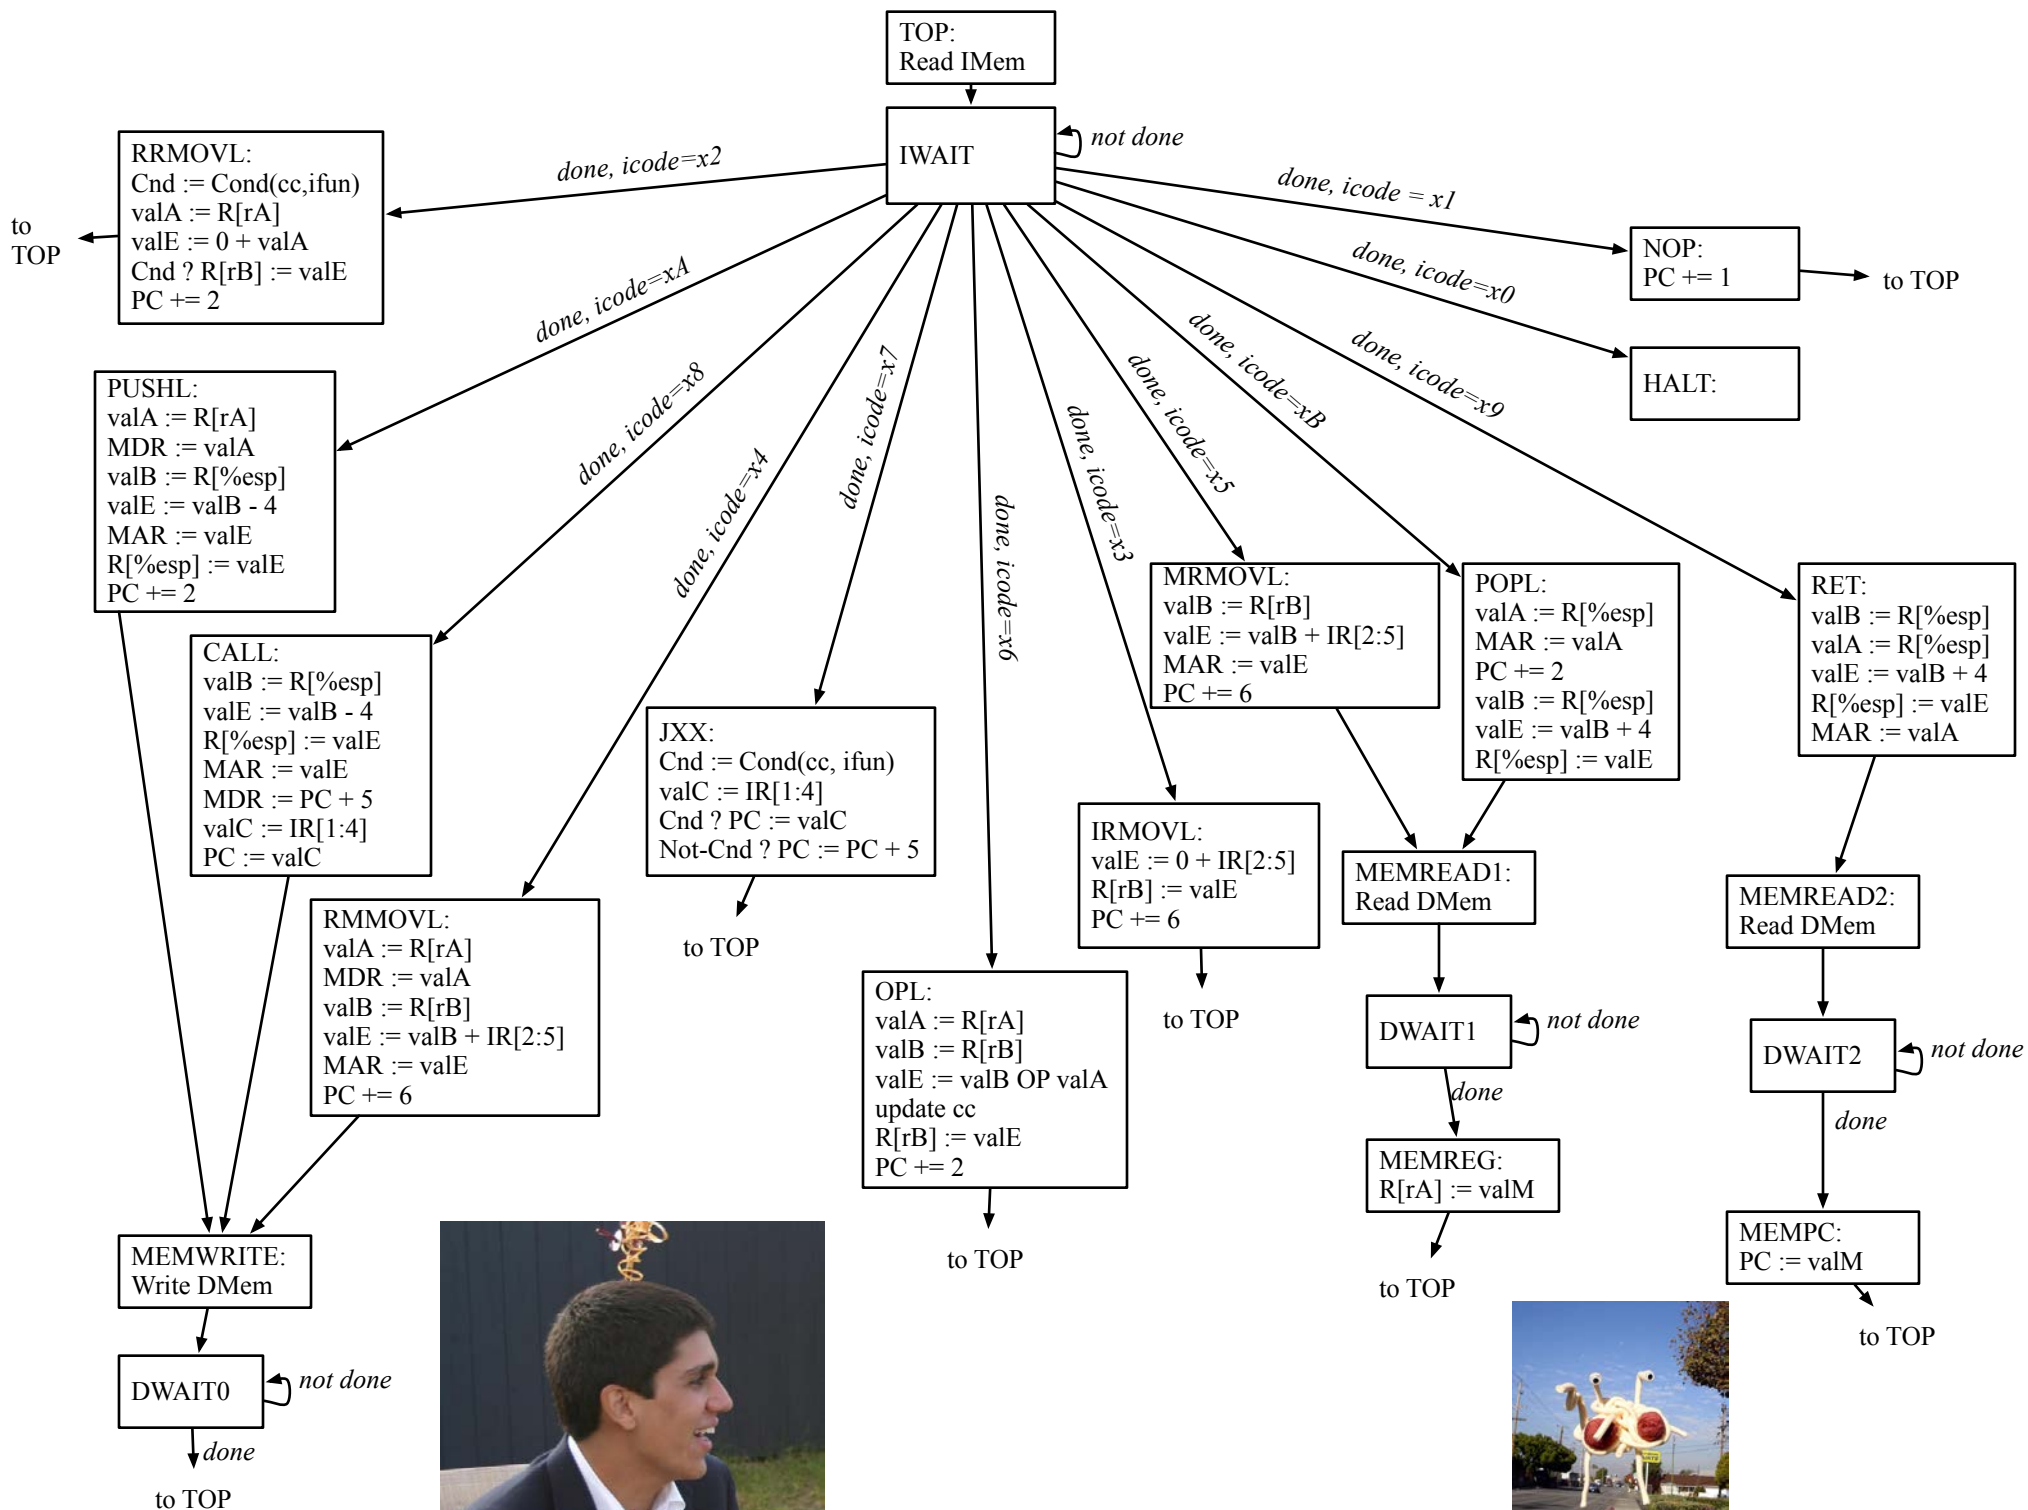 TOP:
Read IMem
IWAIT
not done
done, icode=x2
done, icode = x1
done, icode=x0
done, icode=xA
done, icode=x8
done, icode=x4
done, icode=x7
done, icode=x6
done, icode=x3
done, icode=x5
done, icode=xB
done, icode=x9
RRMOVL:
Cnd := Cond(cc,ifun)
valA := R[rA]
valE := 0 + valA
Cnd ? R[rB] := valE
PC += 2
to
TOP
NOP:
PC += 1
to TOP
HALT:
PUSHL:
valA := R[rA]
MDR := valA
valB := R[%esp]
valE := valB - 4
MAR := valE
R[%esp] := valE
PC += 2
CALL:
valB := R[%esp]
valE := valB - 4
R[%esp] := valE
MAR := valE
MDR := PC + 5
valC := IR[1:4]
PC := valC
RMMOVL:
valA := R[rA]
MDR := valA
valB := R[rB]
valE := valB + IR[2:5]
MAR := valE
PC += 6
JXX:
Cnd := Cond(cc, ifun)
valC := IR[1:4]
Cnd ? PC := valC
Not-Cnd ? PC := PC + 5
to TOP
OPL:
valA := R[rA]
valB := R[rB]
valE := valB OP valA
update cc
R[rB] := valE
PC += 2
to TOP
IRMOVL:
valE := 0 + IR[2:5]
R[rB] := valE
PC += 6
to TOP
MRMOVL:
valB := R[rB]
valE := valB + IR[2:5]
MAR := valE
PC += 6
POPL:
valA := R[%esp]
MAR := valA
PC += 2
valB := R[%esp]
valE := valB + 4
R[%esp] := valE
RET:
valB := R[%esp]
valA := R[%esp]
valE := valB + 4
R[%esp] := valE
MAR := valA
MEMREAD1:
Read DMem
DWAIT1
not done
done
MEMREG:
R[rA] := valM
to TOP
MEMREAD2:
Read DMem
DWAIT2
not done
done
MEMPC:
PC := valM
to TOP
MEMWRITE:
Write DMem
DWAIT0
not done
done
to TOP